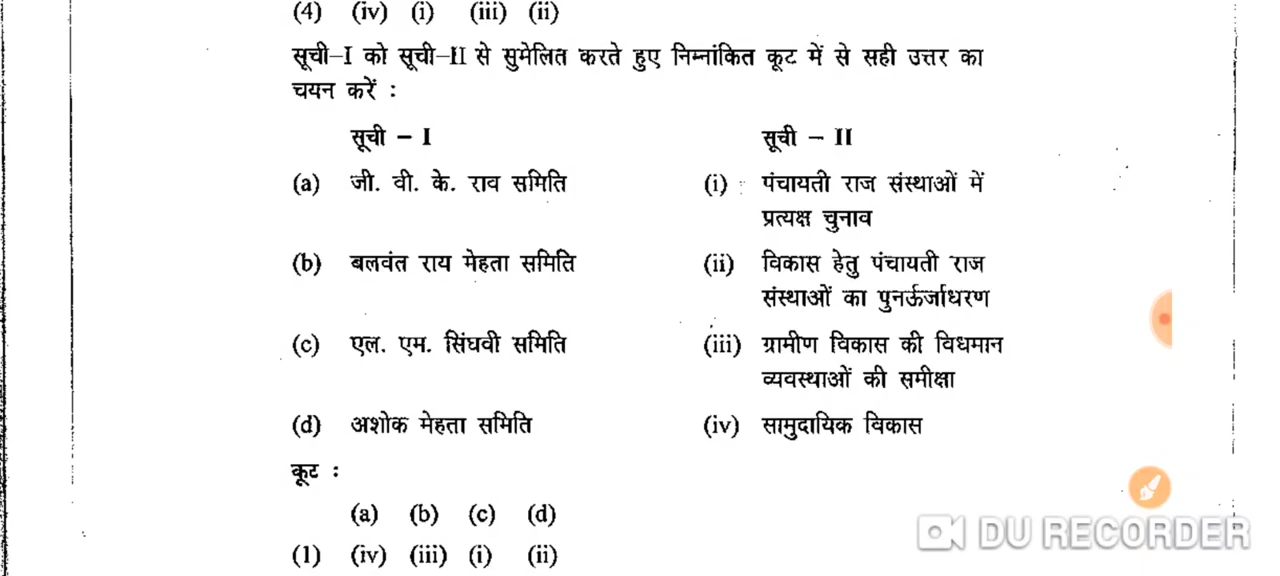 (4) (iv) (i) (iii) (ii)
सूची–I को सूची–II से सुमेलित करते हुए निम्नांकित कूट में से सही उत्तर का
चयन करें :
सूची – I सूची – II
(a) जी. वी. के. राव समिति (i) पंचायती राज संस्थाओं में
प्रत्यक्ष चुनाव
(b) बलवंत राय मेहता समिति (ii) विकास हेतु पंचायती राज
संस्थाओं का पुनर्ऊर्जाधरण
(c) एल. एम. सिंघवी समिति (iii) ग्रामीण विकास की विधमान
व्यवस्थाओं की समीक्षा
(d) अशोक मेहता समिति (iv) सामुदायिक विकास
कूट :
(a) (b) (c) (d)
(1) (iv) (iii) (i) (ii)
DU RECORDER